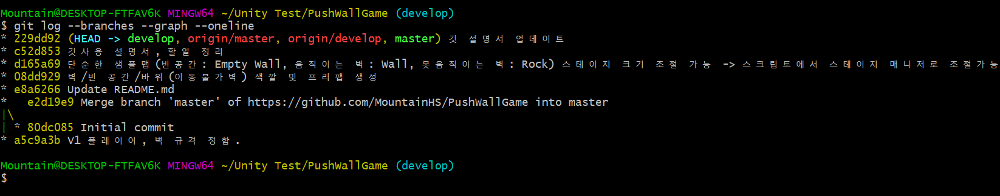 Mountain@DESKTOP-FTFAV6K MINGW64 ~/Unity Test/PushWallGame (develop)
$ git log --branches --graph --oneline
* 229dd92 (HEAD -> develop, origin/master, origin/develop, master) 깃 설명서 업데이트
* c52d853 깃사용 설명서, 할일 정리
* d165a69 단순한 샘플맵(빈공간: Empty Wall, 움직이는 벽: Wall, 못움직이는 벽: Rock) 스테이지 크기 조절 가능 -> 스크립트에서 스테이지 매니저로 조절가능
* 08dd929 벽/빈 공간/바위(이동불가벽) 색깔 및 프리팹 생성
* e8a6266 Update README.md
*   e2d19e9 Merge branch 'master' of https://github.com/MountainHS/PushWallGame into master
|\
| * 80dc085 Initial commit
* a5c9a3b V1 플레이어, 벽 규격 정함.
Mountain@DESKTOP-FTFAV6K MINGW64 ~/Unity Test/PushWallGame (develop)
$